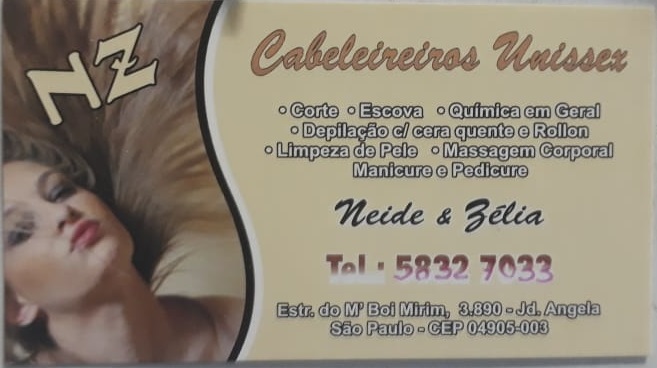 NZ
Cabeleireiros Unissex
• Corte • Escova • Química em Geral
• Depilação c/ cera quente e Rollon
• Limpeza de Pele • Massagem Corporal
Manicure e Pedicure
Neide & Zélia
Tel.: 5832 7033
Estr. do M' Boi Mirim, 3.890 - Jd. Angela
São Paulo - CEP 04905-003